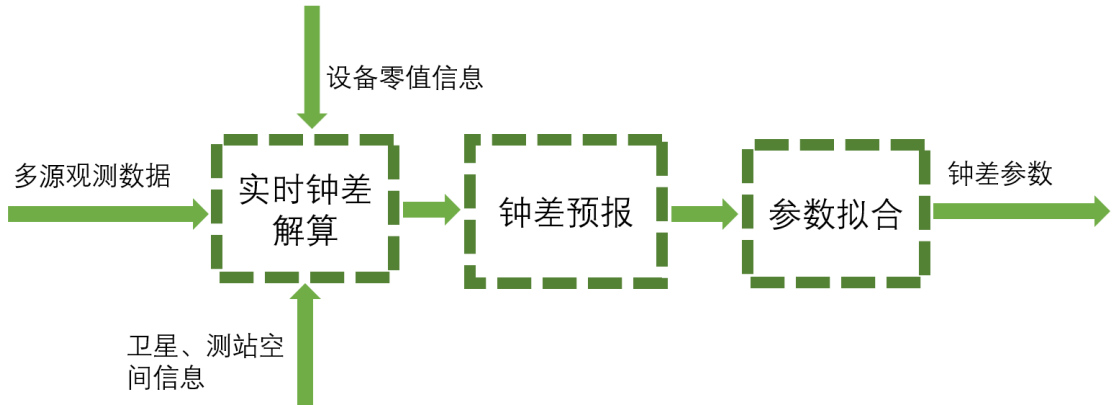 设备零值信息
多源观测数据
实时钟差
解算
钟差预报
参数拟合
钟差参数
卫星、测站空
间信息